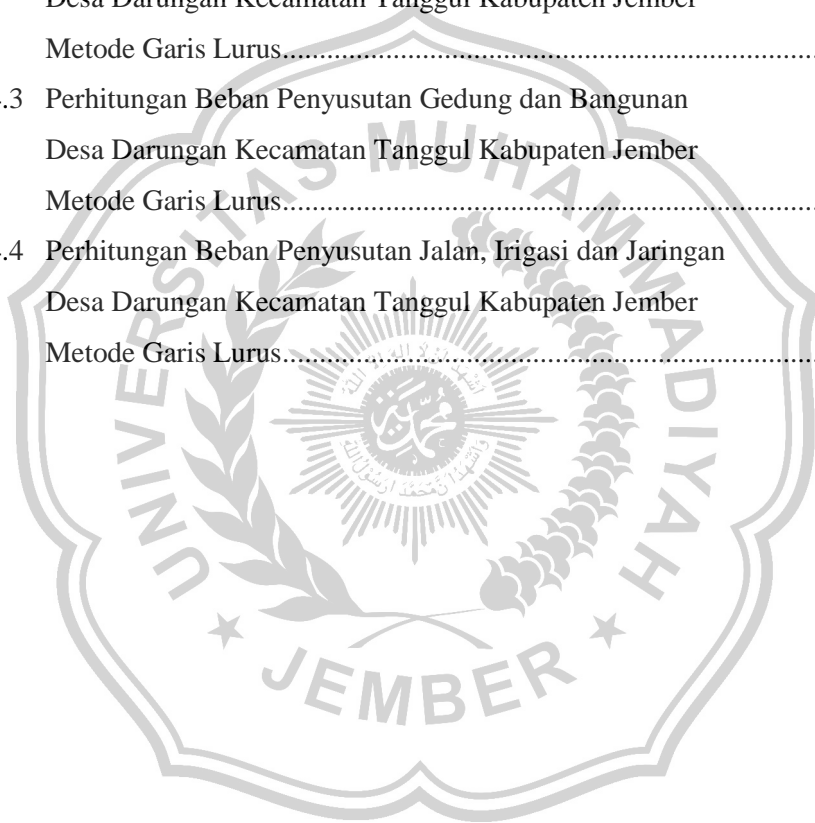 Desa Darungan Kecamatan Tanggul Kabupaten Jember
Metode Garis Lurus.......................................................................................
.3 Perhitungan Beban Penyusutan Gedung dan Bangunan
Desa Darungan Kecamatan Tanggul Kabupaten Jember
Metode Garis Lurus.......................................................................................
.4 Perhitungan Beban Penyusutan Jalan, Irigasi dan Jaringan
Desa Darungan Kecamatan Tanggul Kabupaten Jember
Metode Garis Lurus.......................................................................................
UNIVERSITAS MUHAMMADIYAH
JEMBER